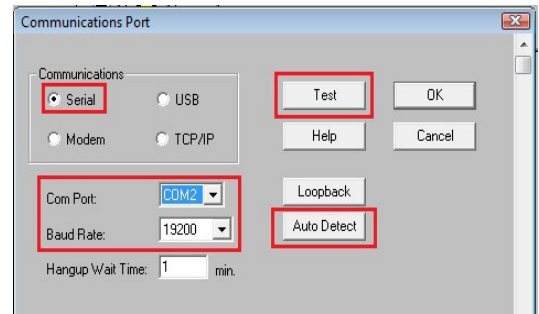 Communications Port
Communications
Serial
USB
Test
OK
Modem
TCP/IP
Help
Cancel
Com Port:
COM2
Loopback
Baud Rate:
19200
Auto Detect
Hangup Wait Time:
1
min.